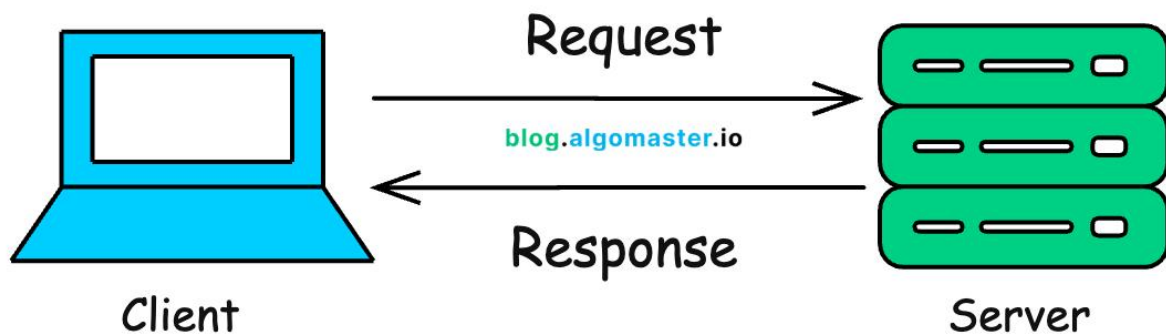 Request
blog.algomaster.io
Response
Client
Server